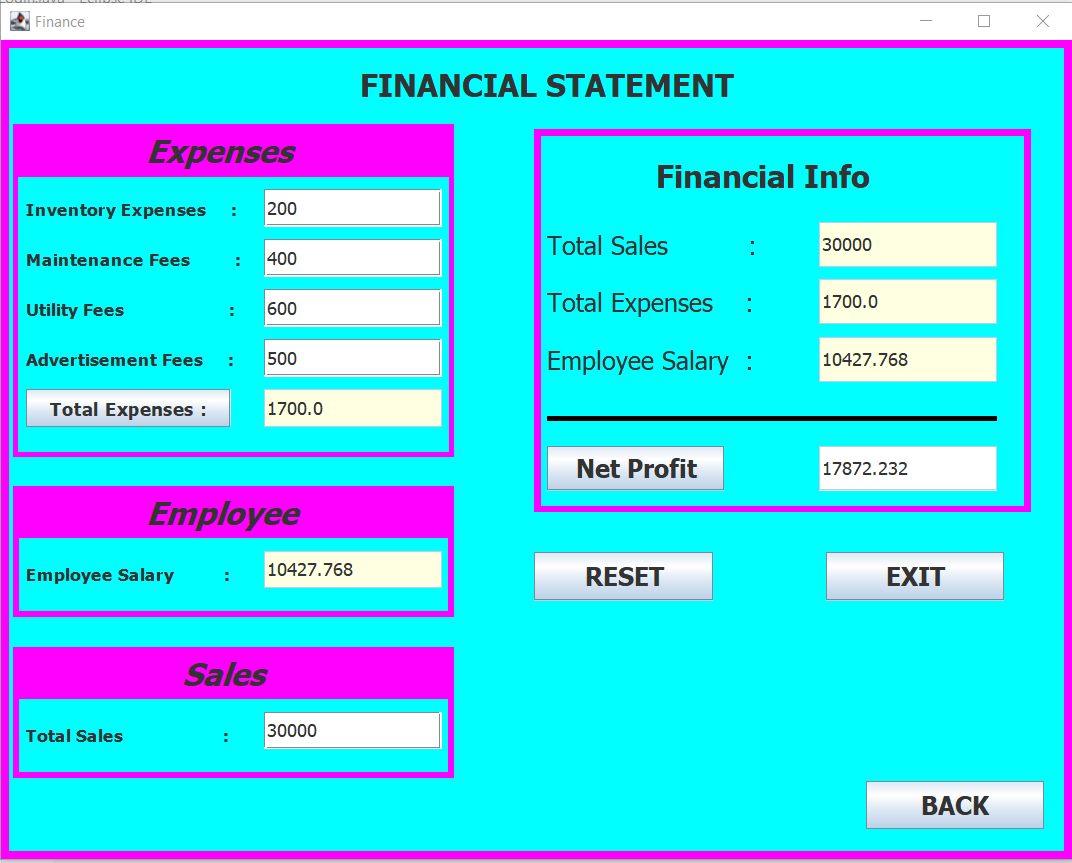 Finance
FINANCIAL STATEMENT
Expenses
Inventory Expenses : 200
Maintenance Fees : 400
Utility Fees : 600
Advertisement Fees : 500
Total Expenses : 1700.0
Employee
Employee Salary : 10427.768
Sales
Total Sales : 30000
Financial Info
Total Sales : 30000
Total Expenses : 1700.0
Employee Salary : 10427.768
Net Profit 17872.232
RESET EXIT
BACK